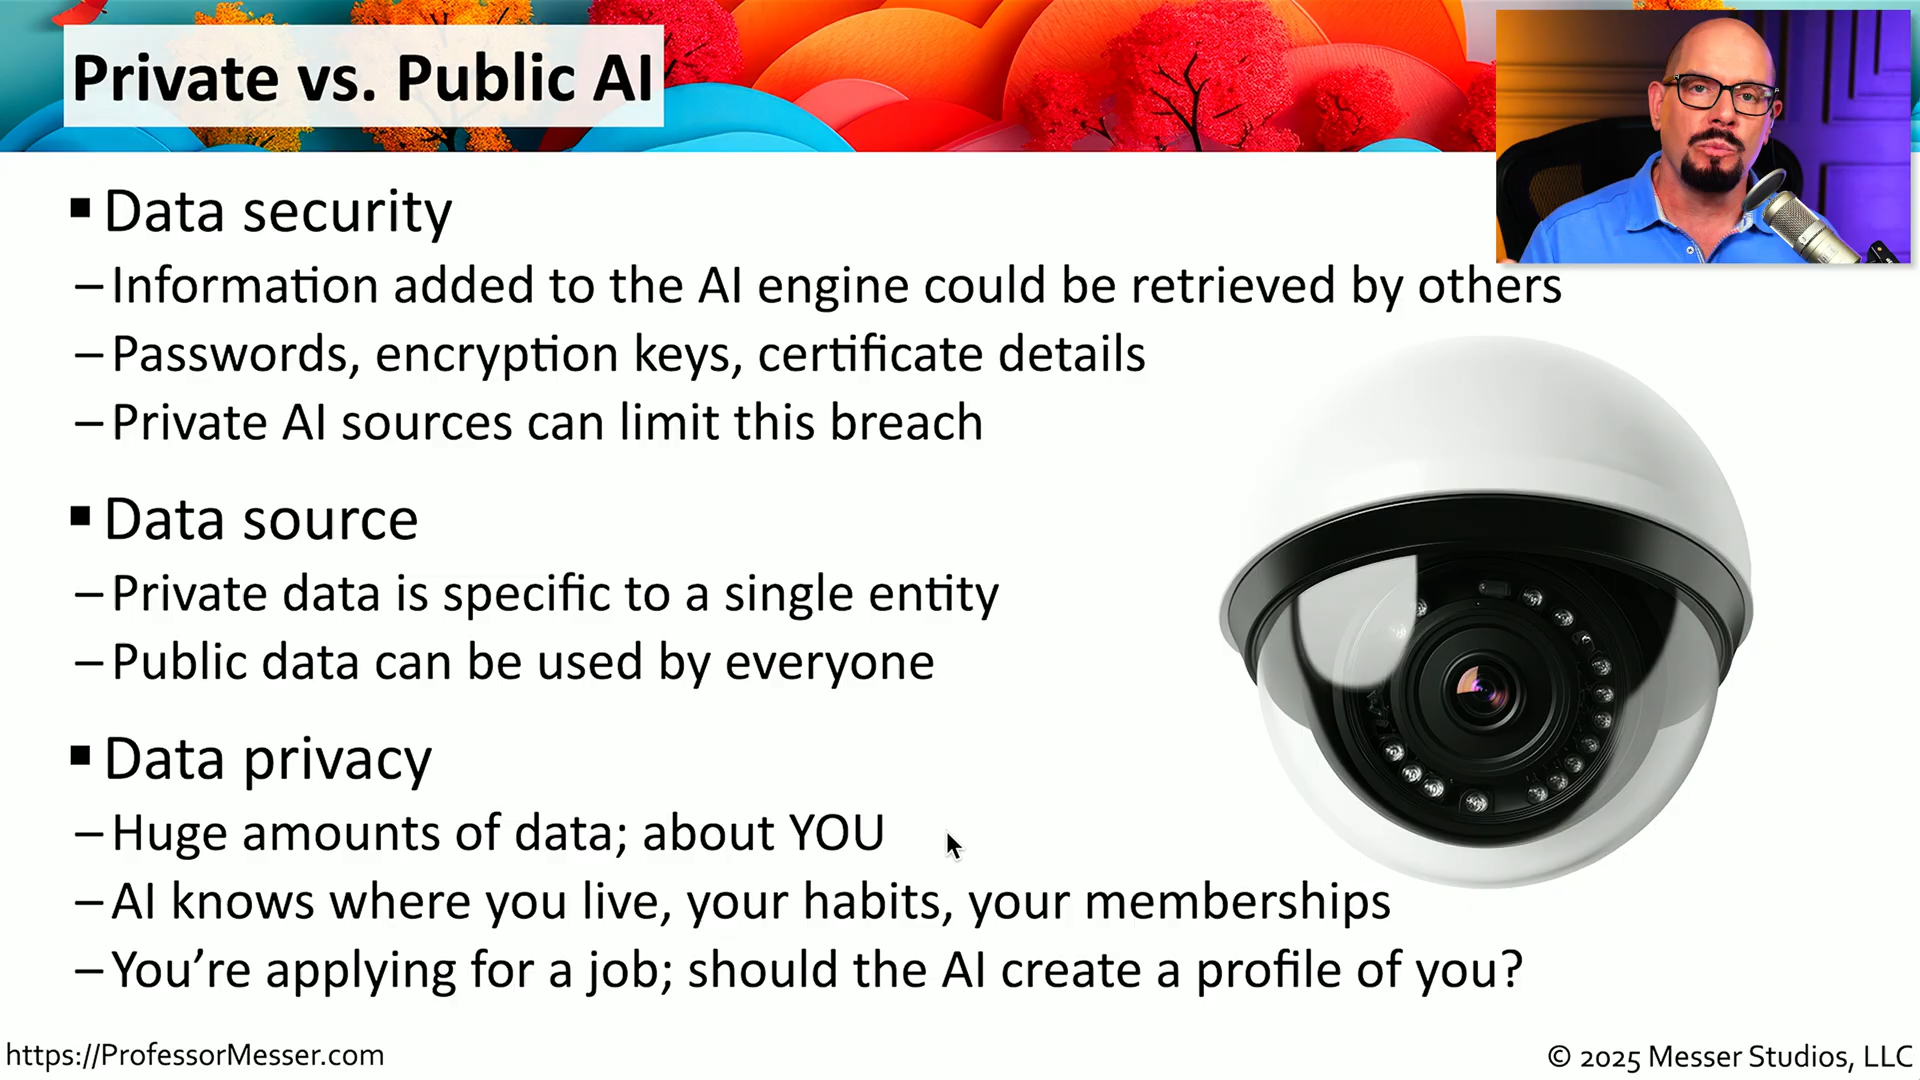 Private vs. Public AI
▪ Data security
– Information added to the AI engine could be retrieved by others
– Passwords, encryption keys, certificate details
– Private AI sources can limit this breach
▪ Data source
– Private data is specific to a single entity
– Public data can be used by everyone
▪ Data privacy
– Huge amounts of data; about YOU
– AI knows where you live, your habits, your memberships
– You’re applying for a job; should the AI create a profile of you?
https://ProfessorMesser.com
© 2025 Messer Studios, LLC